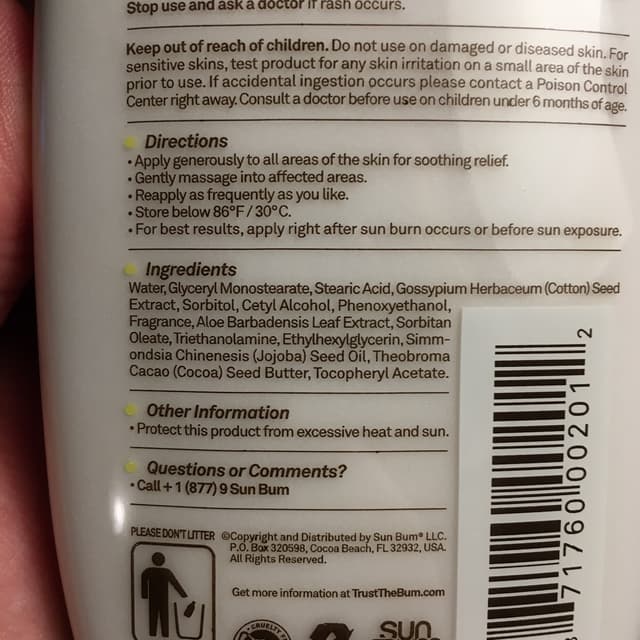 Stop use and ask a doctor if rash occurs.
Keep out of reach of children. Do not use on damaged or diseased skin. For
sensitive skins, test product for any skin irritation on a small area of the skin
prior to use. If accidental ingestion occurs please contact a Poison Control
Center right away. Consult a doctor before use on children under 6 months of age.
Directions
• Apply generously to all areas of the skin for soothing relief.
• Gently massage into affected areas.
• Reapply as frequently as you like.
• Store below 86°F / 30°C.
• For best results, apply right after sun burn occurs or before sun exposure.
Ingredients
Water, Glyceryl Monostearate, Stearic Acid, Gossypium Herbaceum (Cotton) Seed
Extract, Sorbitol, Cetyl Alcohol, Phenoxyethanol,
Fragrance, Aloe Barbadensis Leaf Extract, Sorbitan
Oleate, Triethanolamine, Ethylhexylglycerin, Simm-
ondsia Chinenesis (Jojoba) Seed Oil, Theobroma
Cacao (Cocoa) Seed Butter, Tocopheryl Acetate.
Other Information
• Protect this product from excessive heat and sun.
Questions or Comments?
• Call + 1 (877) 9 Sun Bum
PLEASE DON'T LITTER
©Copyright and Distributed by Sun Bum® LLC.
P.O. Box 320598, Cocoa Beach, FL 32932, USA.
All Rights Reserved.
Get more information at TrustTheBum.com
CRUELTY
SUN
71760 00201 2